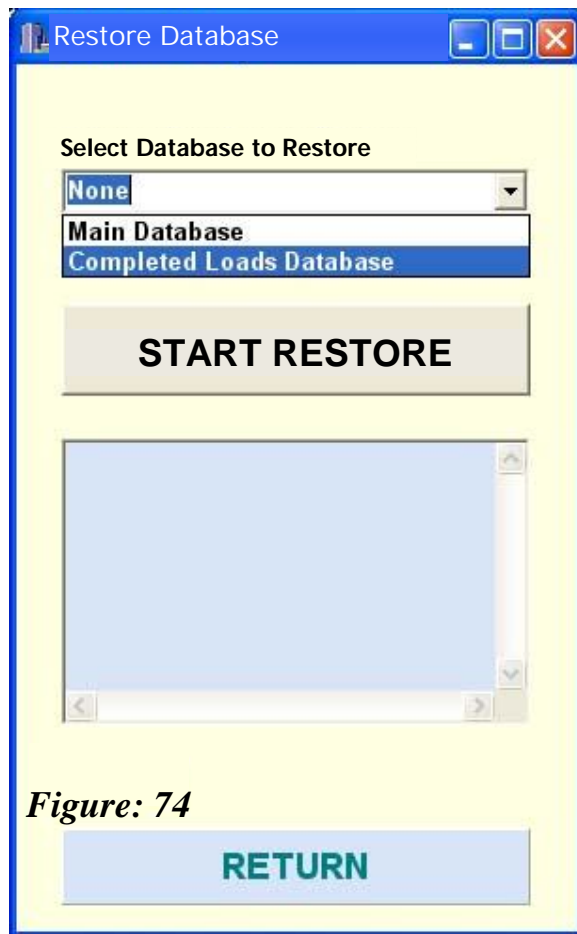 Restore Database
Select Database to Restore
None
Main Database
Completed Loads Database
START RESTORE
Figure: 74
RETURN